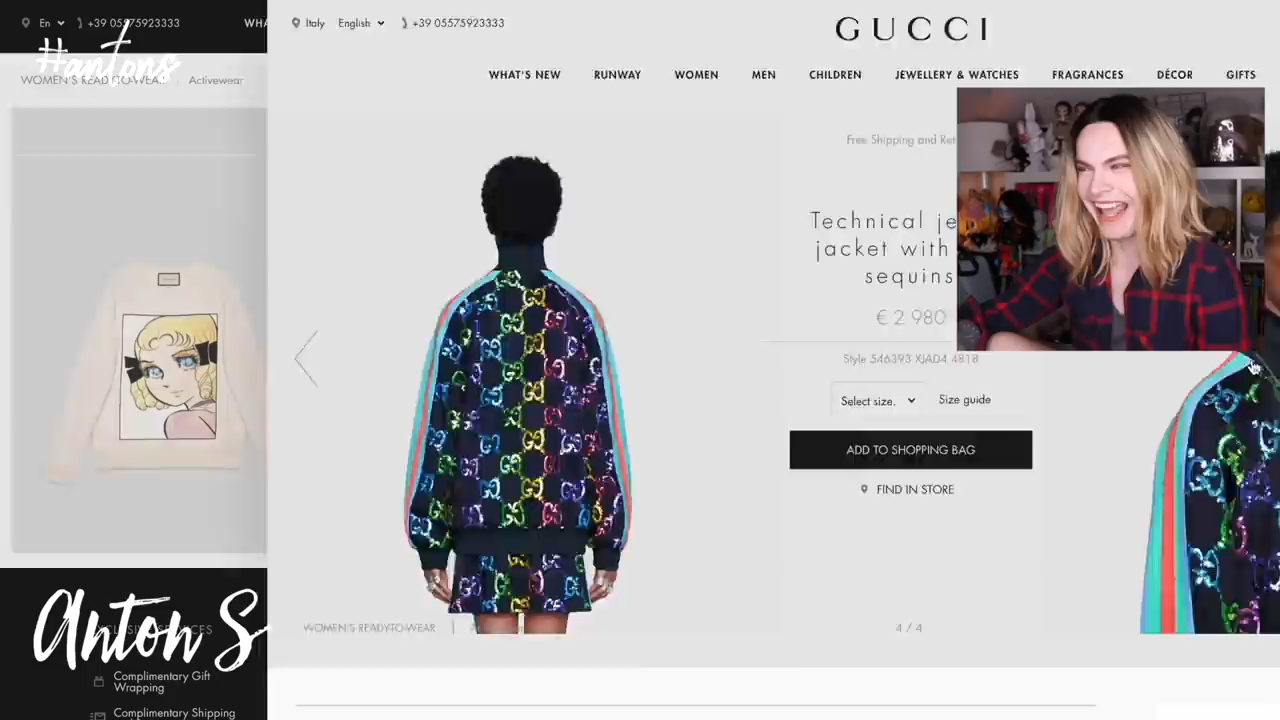 En
+39 05575923333
WHA
#antons
WOMEN'S READY-TO-WEAR
Activewear
Anton S
Complimentary Gift
Wrapping
Complimentary Shipping
Italy
English
+39 05575923333
GUCCI
WHAT'S NEW
RUNWAY
WOMEN
MEN
CHILDREN
JEWELLERY & WATCHES
FRAGRANCES
DÉCOR
GIFTS
Free Shipping and Ret
Technical je
jacket with
sequins
€ 2 980
Style 546393 XJAD4 4818
Select size.
Size guide
ADD TO SHOPPING BAG
FIND IN STORE
WOMEN'S READY-TO-WEAR
4 / 4